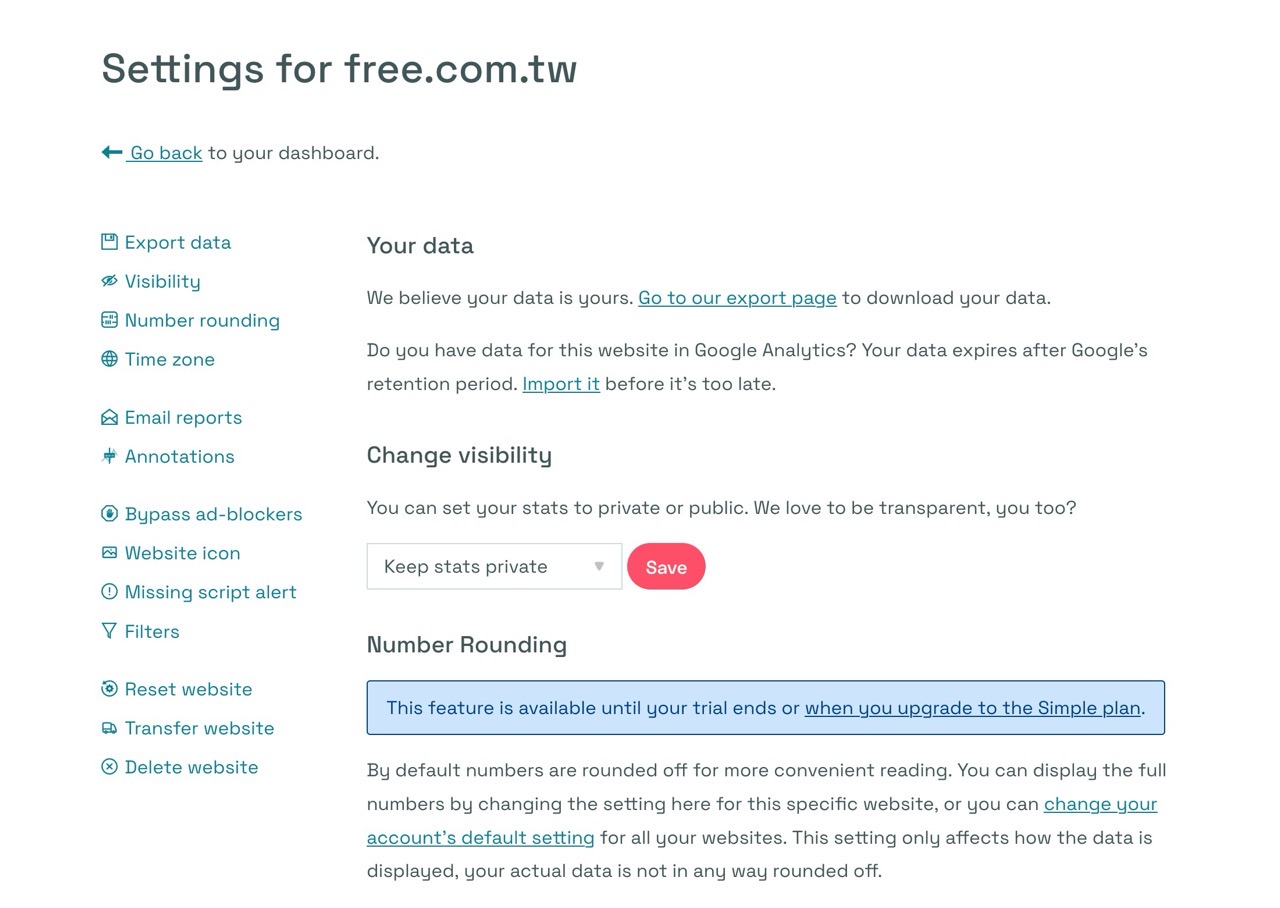 Settings for free.com.tw
Go back to your dashboard.
Export data
Visibility
Number rounding
Time zone
Email reports
Annotations
Bypass ad-blockers
Website icon
Missing script alert
Filters
Reset website
Transfer website
Delete website
Your data
We believe your data is yours. Go to our export page to download your data.
Do you have data for this website in Google Analytics? Your data expires after Google's
retention period. Import it before it's too late.
Change visibility
You can set your stats to private or public. We love to be transparent, you too?
Keep stats private
Save
Number Rounding
This feature is available until your trial ends or when you upgrade to the Simple plan.
By default numbers are rounded off for more convenient reading. You can display the full
numbers by changing the setting here for this specific website, or you can change your
account's default setting for all your websites. This setting only affects how the data is
displayed, your actual data is not in any way rounded off.